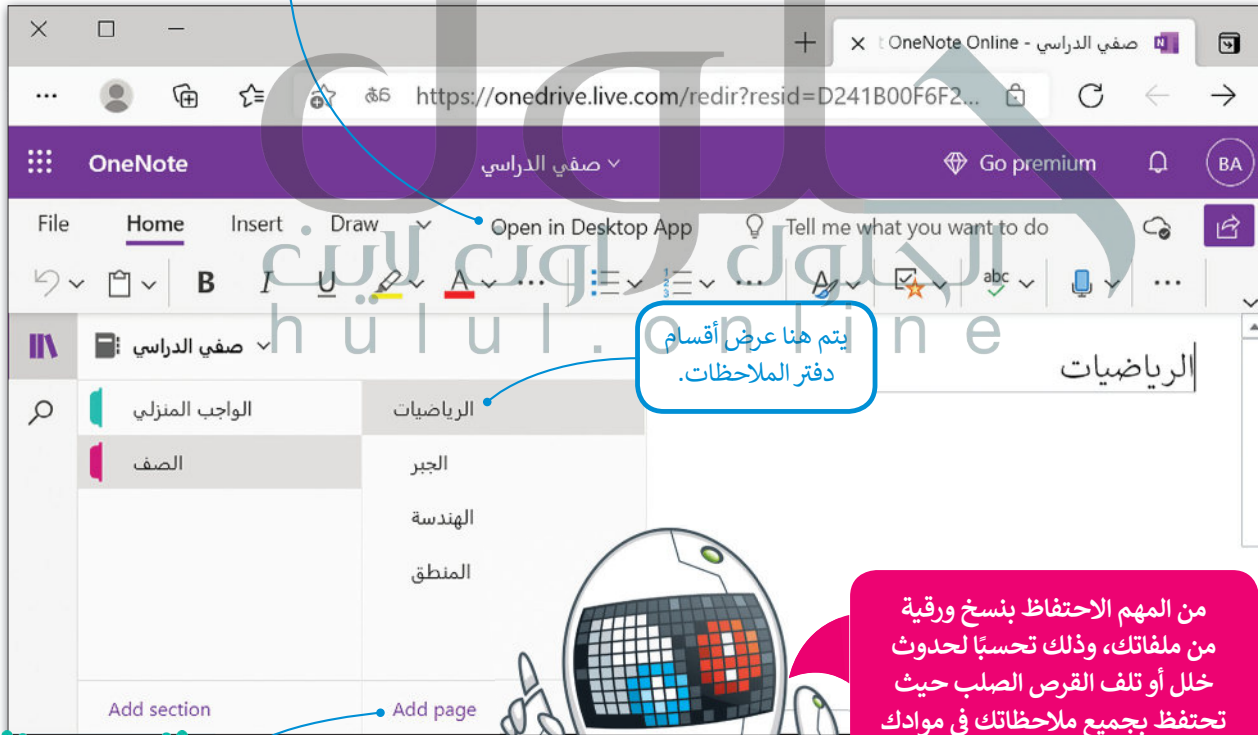 صفي الدراسي - OneNote Online
https://onedrive.live.com/redir?resid=D241B00F6F2...
OneNote
صفي الدراسي
Go premium
BA
File Home Insert Draw Open in Desktop App Tell me what you want to do
B I U A A abc
حلول
الحلول اون لاين
hulul.online
صفي الدراسي
يتم هنا عرض أقسام
دفتر الملاحظات.
الرياضيات
الواجب المنزلي
الرياضيات
الصف
الجبر
الهندسة
المنطق
من المهم الاحتفاظ بنسخ ورقية
من ملفاتك، وذلك تحسبًا لحدوث
خلل أو تلف القرص الصلب حيث
تحتفظ بجميع ملاحظاتك في موادك
Add section
Add page